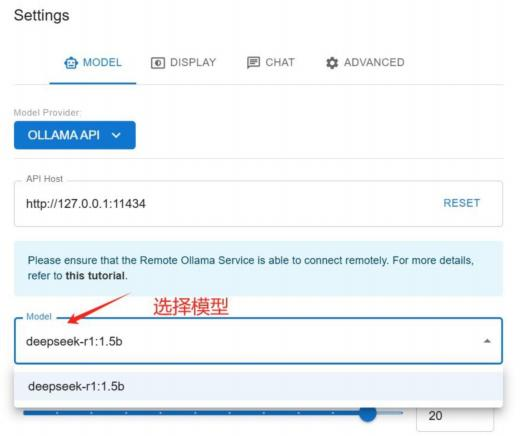 Settings
MODEL
DISPLAY
CHAT
ADVANCED
Model Provider:
OLLAMA API
API Host
http://127.0.0.1:11434
RESET
Please ensure that the Remote Ollama Service is able to connect remotely. For more details,
refer to this tutorial.
选择模型
Model
deepseek-r1:1.5b
deepseek-r1:1.5b
20